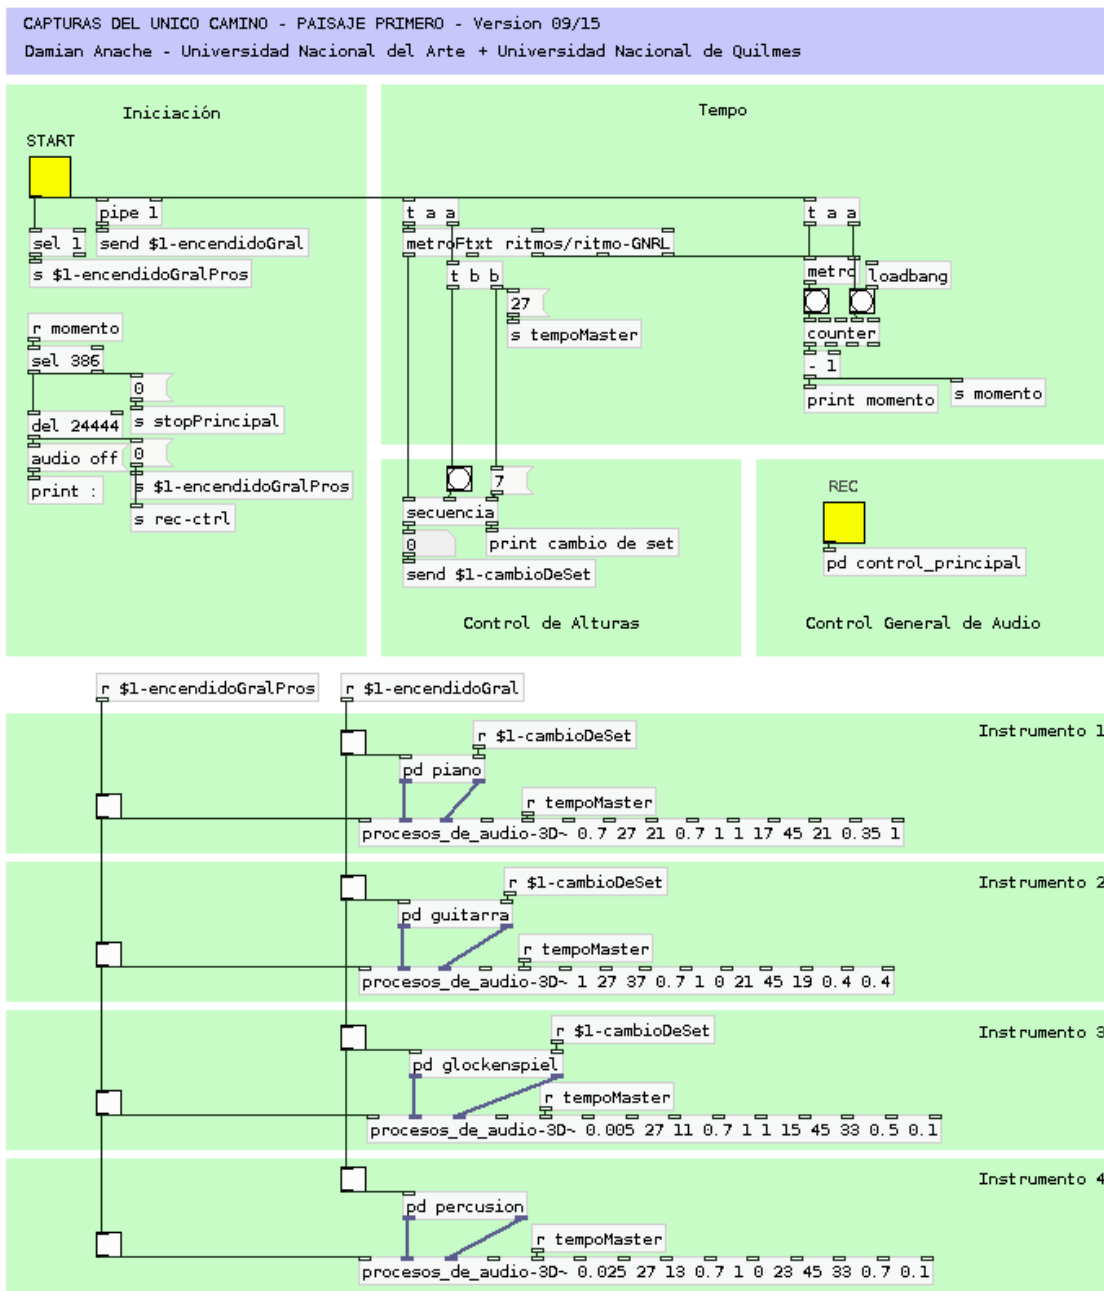 CAPTURAS DEL UNICO CAMINO - PAISAJE PRIMERO - Version 09/15
Damian Anache - Universidad Nacional del Arte + Universidad Nacional de Quilmes
Iniciación
START
pipe 1
sel 1
send $1-encendidoGral
s $1-encendidoGralPros
r momento
sel 386
0
del 24444
s stopPrincipal
audio off
0
print :
s $1-encendidoGralPros
s rec-ctrl
Tempo
t a a
metroFtxt ritmos/ritmo-GNRL
t b b
27
s tempoMaster
t a a
metro
loadbang
counter
- 1
print momento
s momento
7
secuencia
0
print cambio de set
send $1-cambioDeSet
Control de Alturas
REC
pd control_principal
Control General de Audio
r $1-encendidoGralPros
r $1-encendidoGral
Instrumento 1
r $1-cambioDeSet
pd piano
r tempoMaster
procesos_de_audio-3D~ 0.7 27 21 0.7 1 1 17 45 21 0.35 1
Instrumento 2
r $1-cambioDeSet
pd guitarra
r tempoMaster
procesos_de_audio-3D~ 1 27 37 0.7 1 0 21 45 19 0.4 0.4
Instrumento 3
r $1-cambioDeSet
pd glockenspiel
r tempoMaster
procesos_de_audio-3D~ 0.005 27 11 0.7 1 1 15 45 33 0.5 0.1
Instrumento 4
pd percusion
r tempoMaster
procesos_de_audio-3D~ 0.025 27 13 0.7 1 0 23 45 33 0.7 0.1